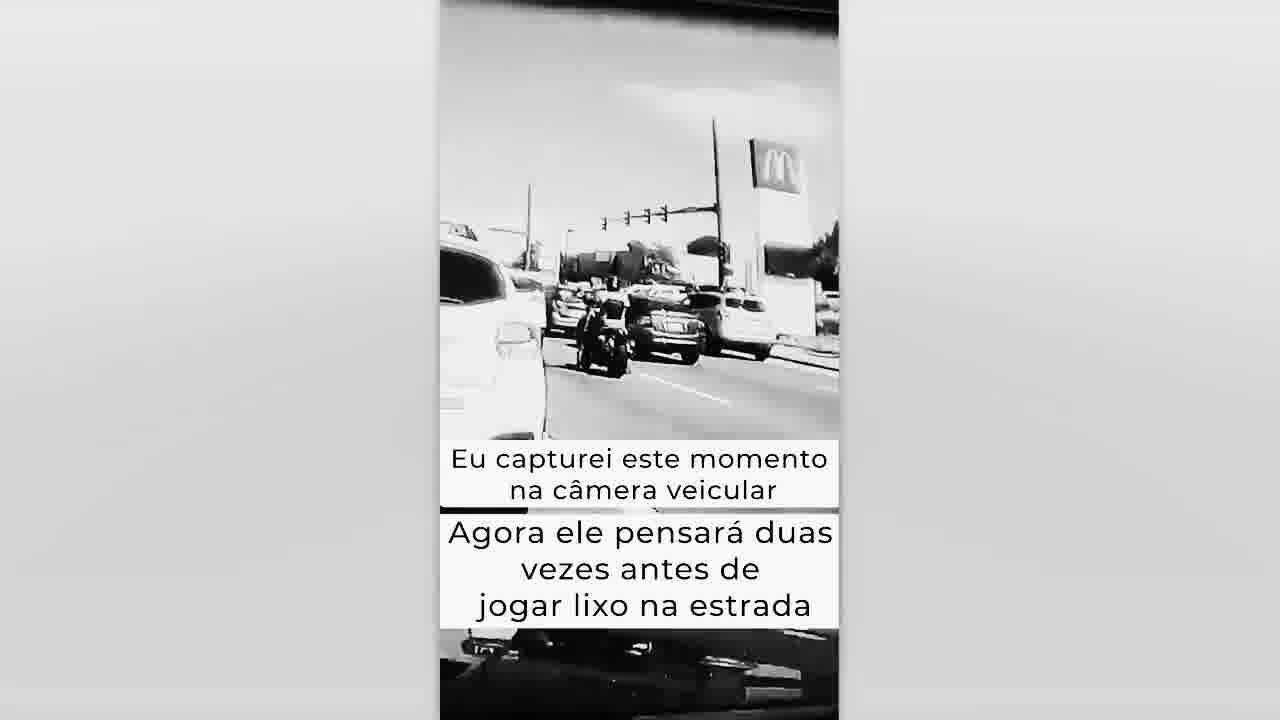 Eu capturei este momento
na câmera veicular
Agora ele pensará duas
vezes antes de
jogar lixo na estrada